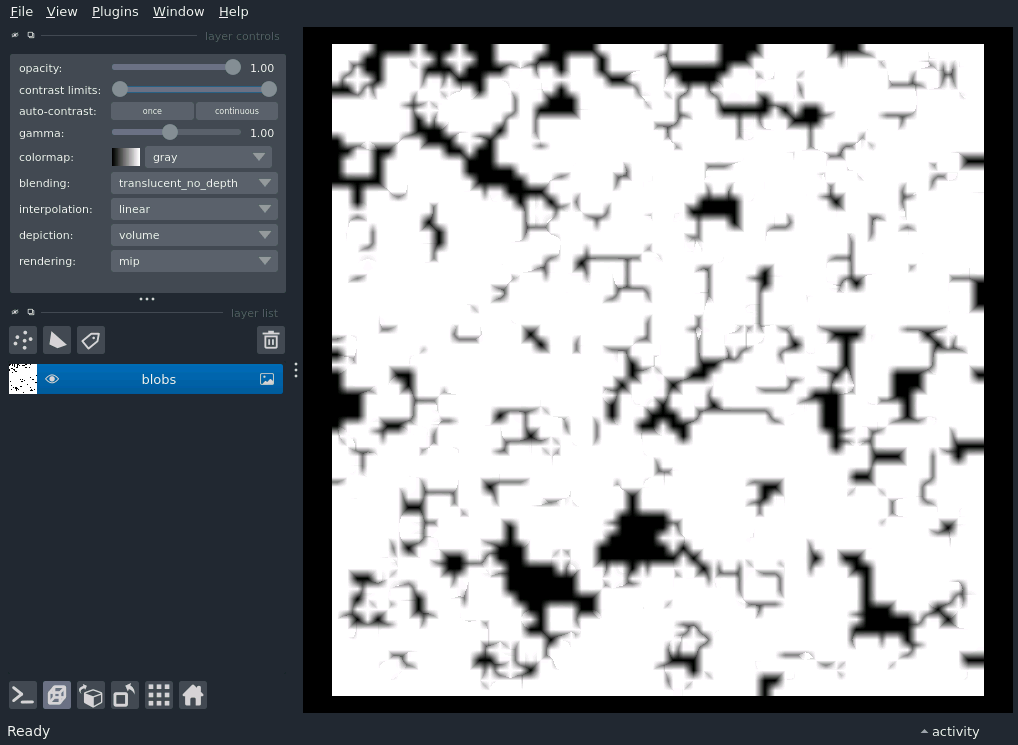 File View Plugins Window Help
layer controls
opacity: 1.00
contrast limits:
auto-contrast: once continuous
gamma: 1.00
colormap: gray
blending: translucent_no_depth
interpolation: linear
depiction: volume
rendering: mip
layer list
blobs
Ready activity